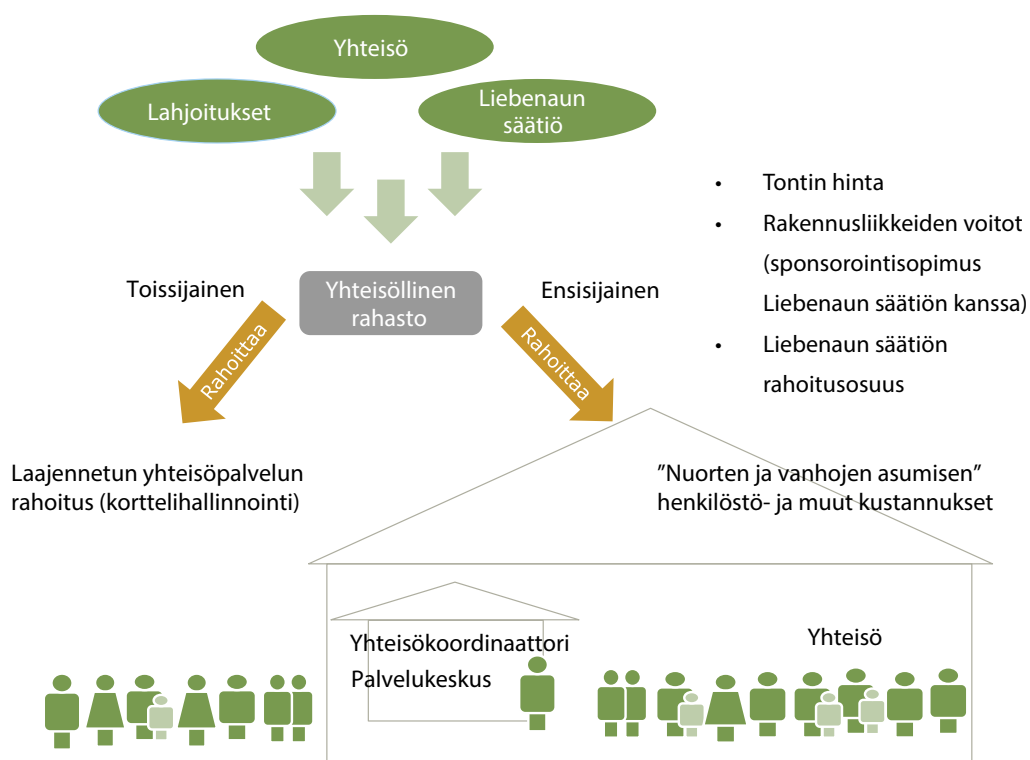 Yhteisö
Lahjoitukset
Liebenaun
säätiö
• Tontin hinta
• Rakennusliikkeiden voitot
(sponsorointisopimus
Liebenaun säätiön kanssa)
• Liebenaun säätiön
rahoitusosuus
Toissijainen
Yhteisöllinen
rahasto
Ensisijainen
Rahoittaa
Rahoittaa
Laajennetun yhteisöpalvelun
rahoitus (korttelihallinnointi)
”Nuorten ja vanhojen asumisen”
henkilöstö- ja muut kustannukset
Yhteisökoordinaattori
Palvelukeskus
Yhteisö